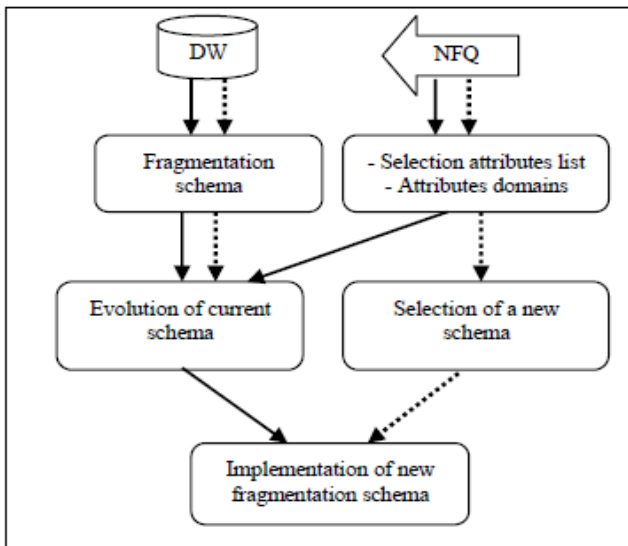 DW
NFQ
Fragmentation
schema
- Selection attributes list
- Attributes domains
Evolution of current
schema
Selection of a new
schema
Implementation of new
fragmentation schema